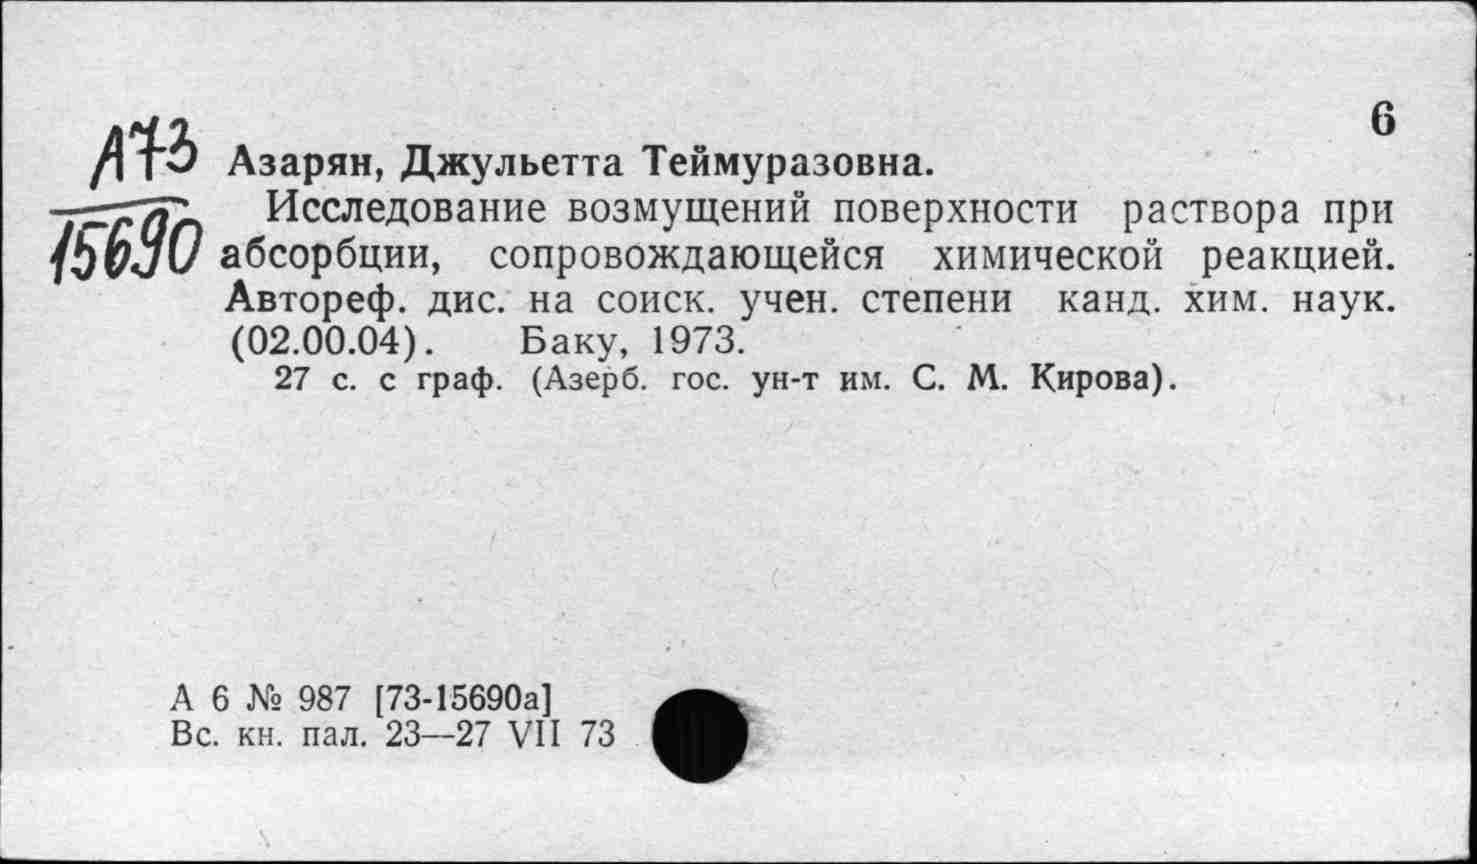 6
А73
15690
Азарян, Джульетта Теймуразовна.
Исследование возмущений поверхности раствора при
абсорбции, сопровождающейся химической реакцией.
Автореф. дис. на соиск. учен. степени канд. хим. наук.
(02.00.04). Баку, 1973.
27 с. с граф. (Азерб. гос. ун-т им. С. М. Кирова).
А 6 № 987 [73-15690а]
Вс. кн. пал. 23—27 VII 73